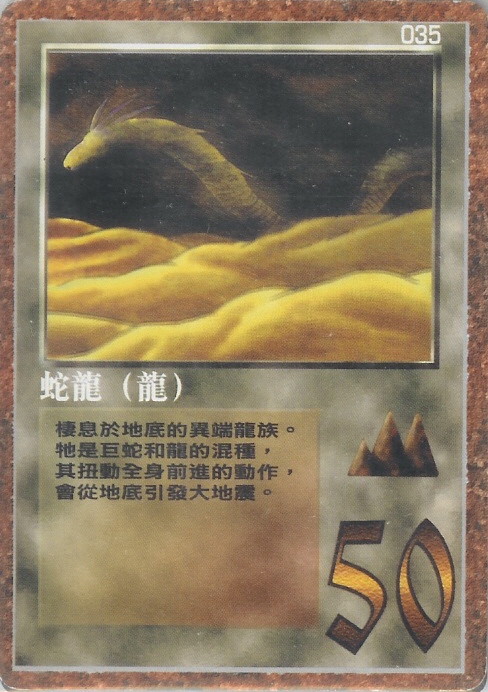 035
蛇龍（龍）
棲息於地底的異端龍族。
牠是巨蛇和龍的混種，
其扭動全身前進的動作，
會從地底引發大地震。
50